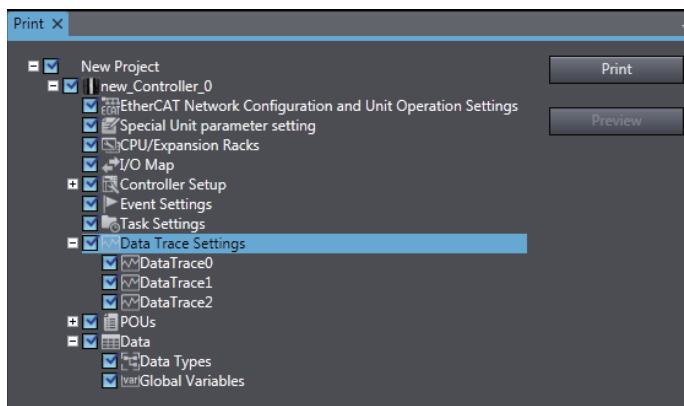 Print
New Project
new_Controller_0
EtherCAT Network Configuration and Unit Operation Settings
Special Unit parameter setting
CPU/Expansion Racks
I/O Map
Controller Setup
Event Settings
Task Settings
Data Trace Settings
DataTrace0
DataTrace1
DataTrace2
POUs
Data
Data Types
Global Variables
Print
Preview